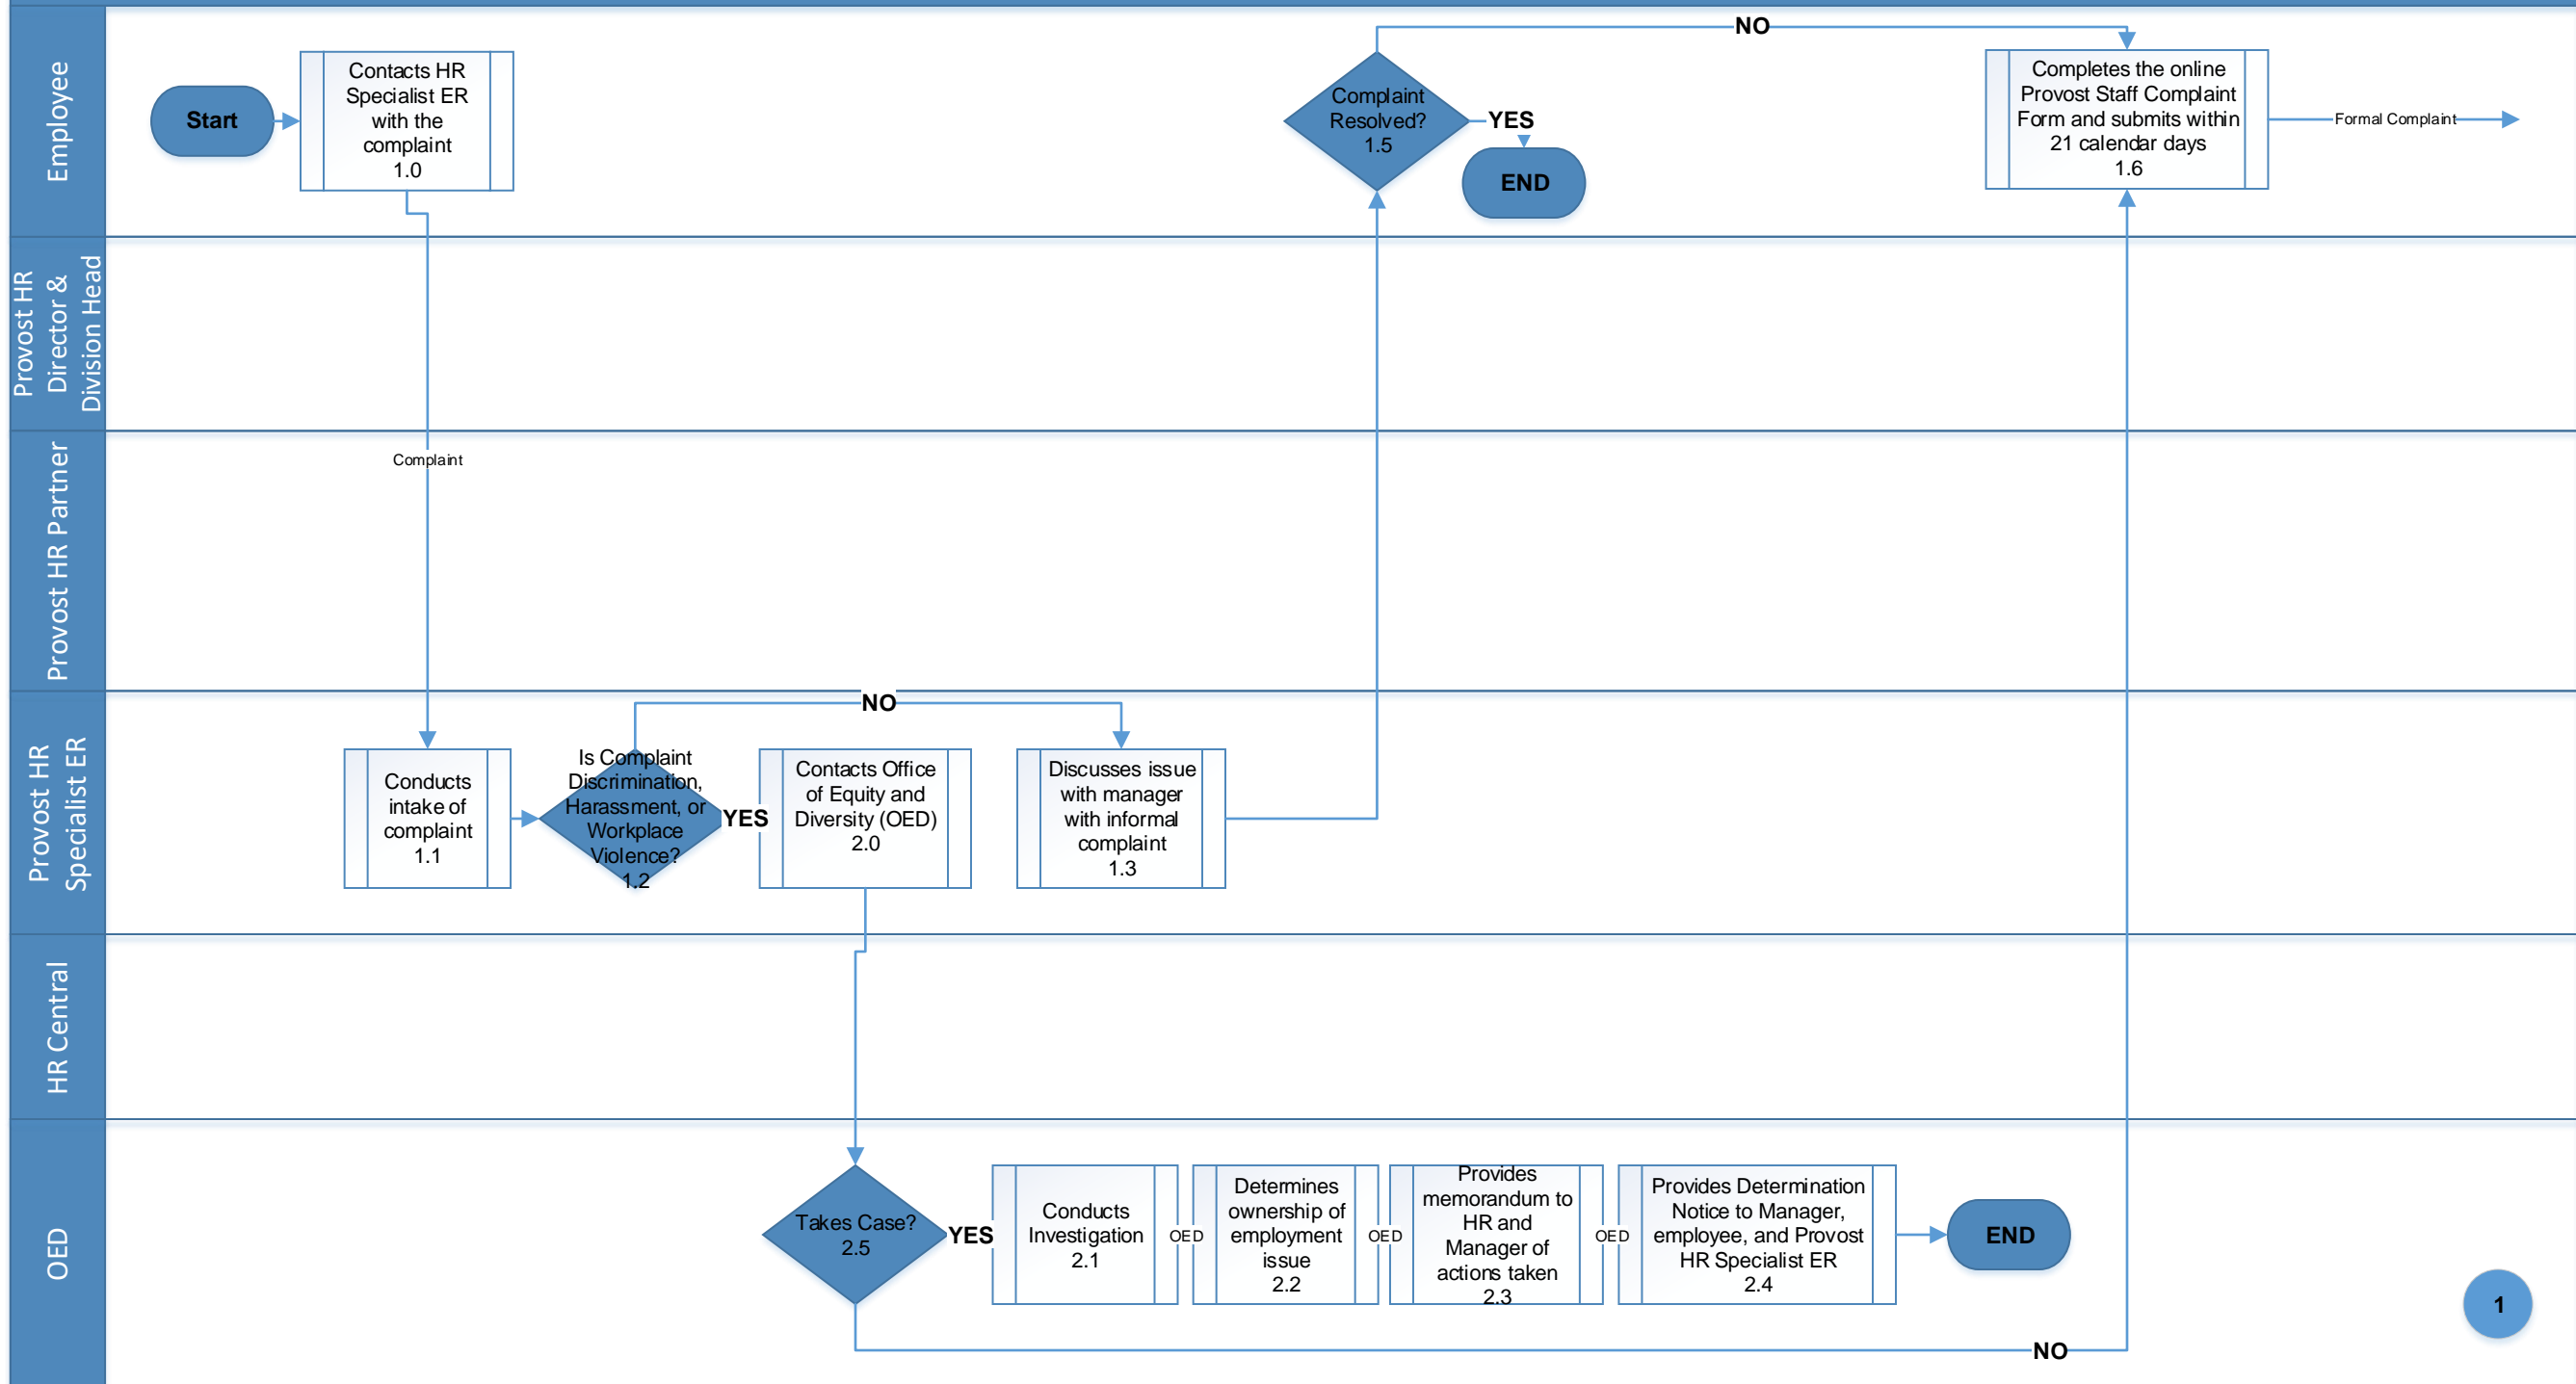 Employee
Start
Contacts HR
Specialist ER
with the
complaint
1.0
Complaint
Resolved?
1.5
NO
YES
END
Completes the online
Provost Staff Complaint
Form and submits within
21 calendar days
1.6
Formal Complaint
Provost HR
Director &
Division Head
Provost HR Partner
Complaint
Provost HR
Specialist ER
Conducts
intake of
complaint
1.1
Is Complaint
Discrimination,
Harassment, or
Workplace
Violence?
1.2
NO
YES
Contacts Office
of Equity and
Diversity (OED)
2.0
Discusses issue
with manager
with informal
complaint
1.3
HR Central
OED
Takes Case?
2.5
YES
Conducts
Investigation
2.1
OED
Determines
ownership of
employment
issue
2.2
OED
Provides
memorandum to
HR and
Manager of
actions taken
2.3
OED
Provides Determination
Notice to Manager,
employee, and Provost
HR Specialist ER
2.4
END
NO
1